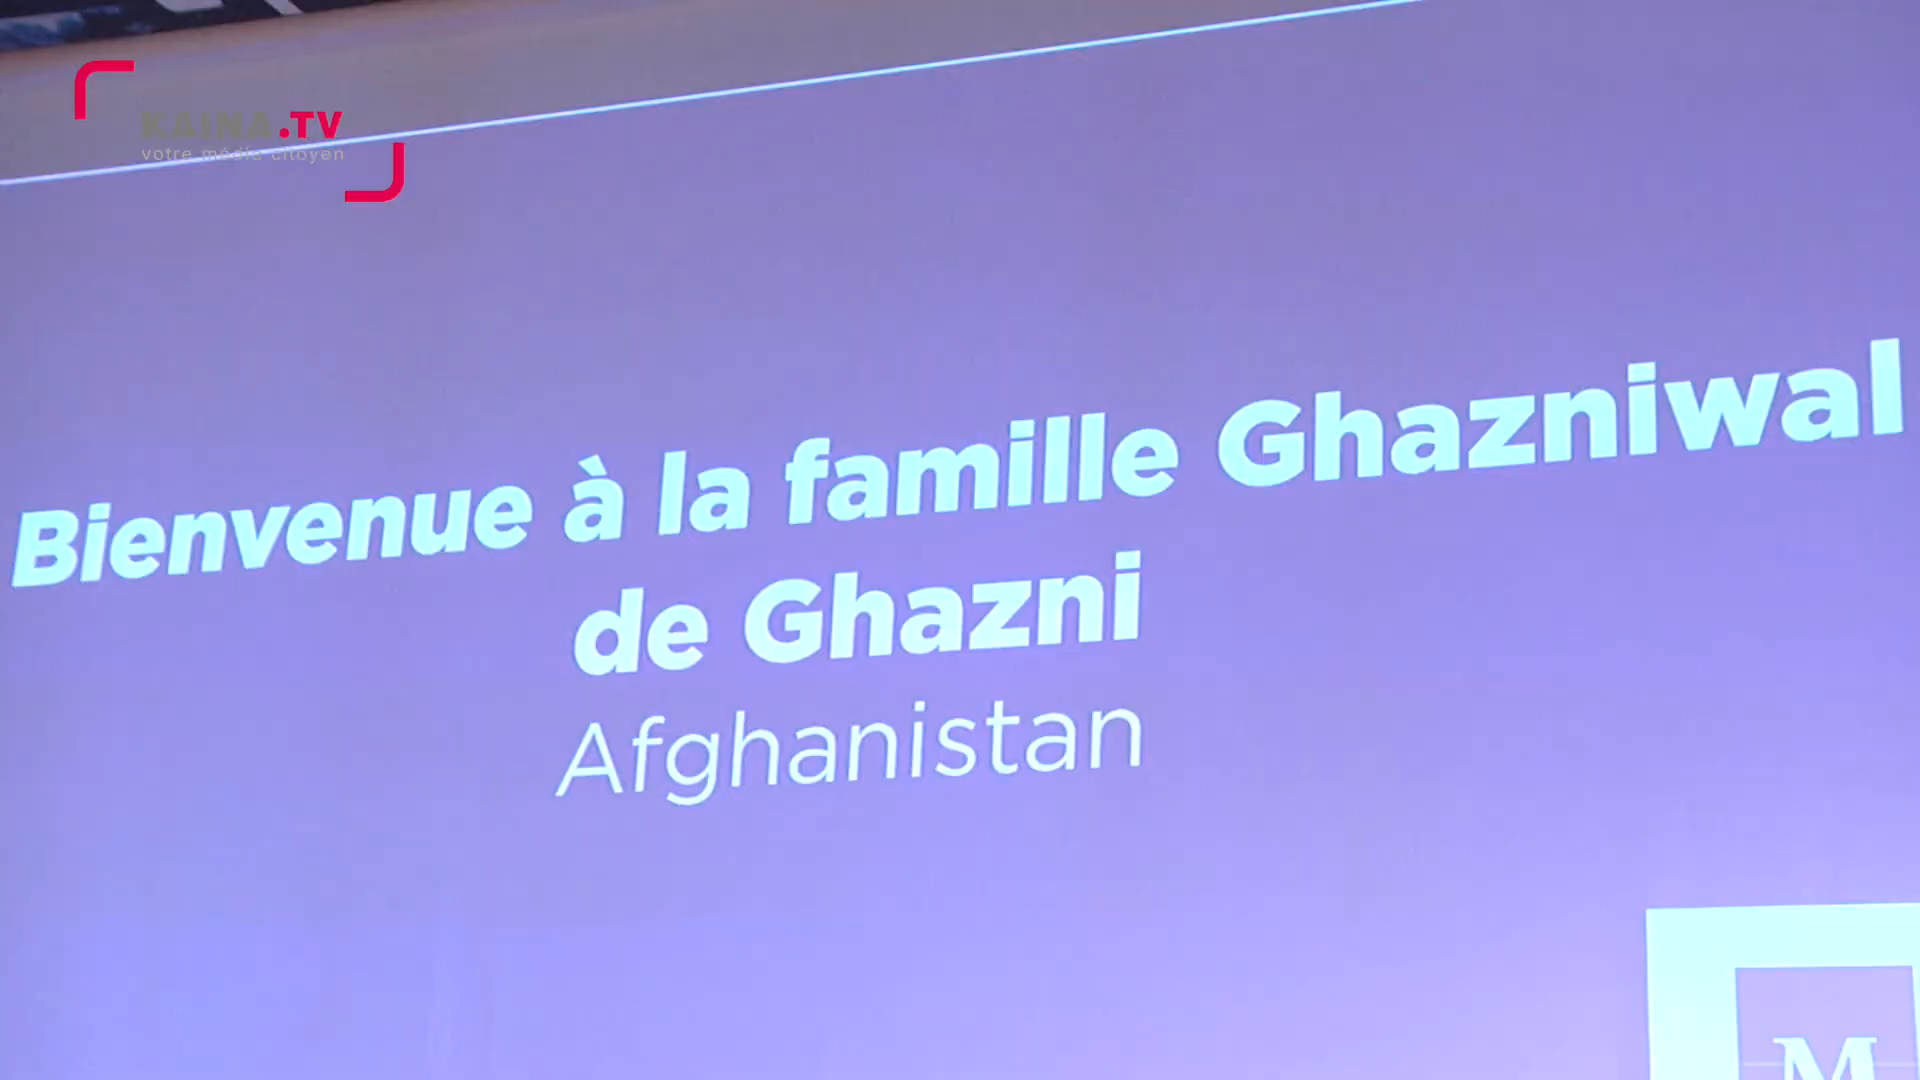 KAINA.TV
votre média citoyen
Bienvenue à la famille Ghazniwal
de Ghazni
Afghanistan
M